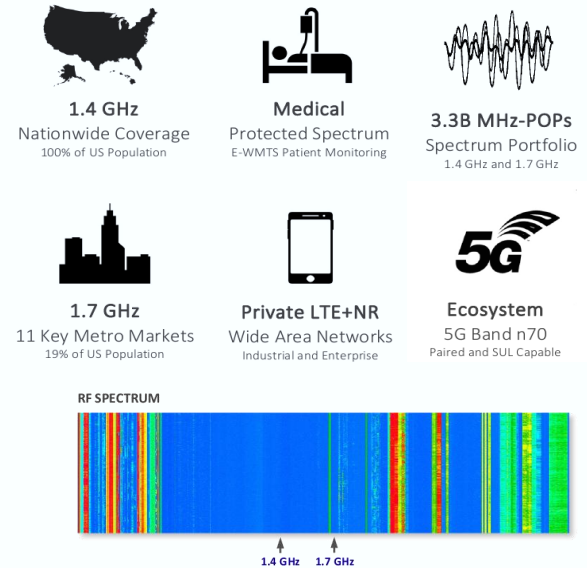 1.4 GHz
Nationwide Coverage
100% of US Population
Medical
Protected Spectrum
E-WMTS Patient Monitoring
3.3B MHz-POPs
Spectrum Portfolio
1.4 GHz and 1.7 GHz
1.7 GHz
11 Key Metro Markets
19% of US Population
Private LTE+NR
Wide Area Networks
Industrial and Enterprise
5G
Ecosystem
5G Band n70
Paired and SUL Capable
RF SPECTRUM
1.4 GHz
1.7 GHz